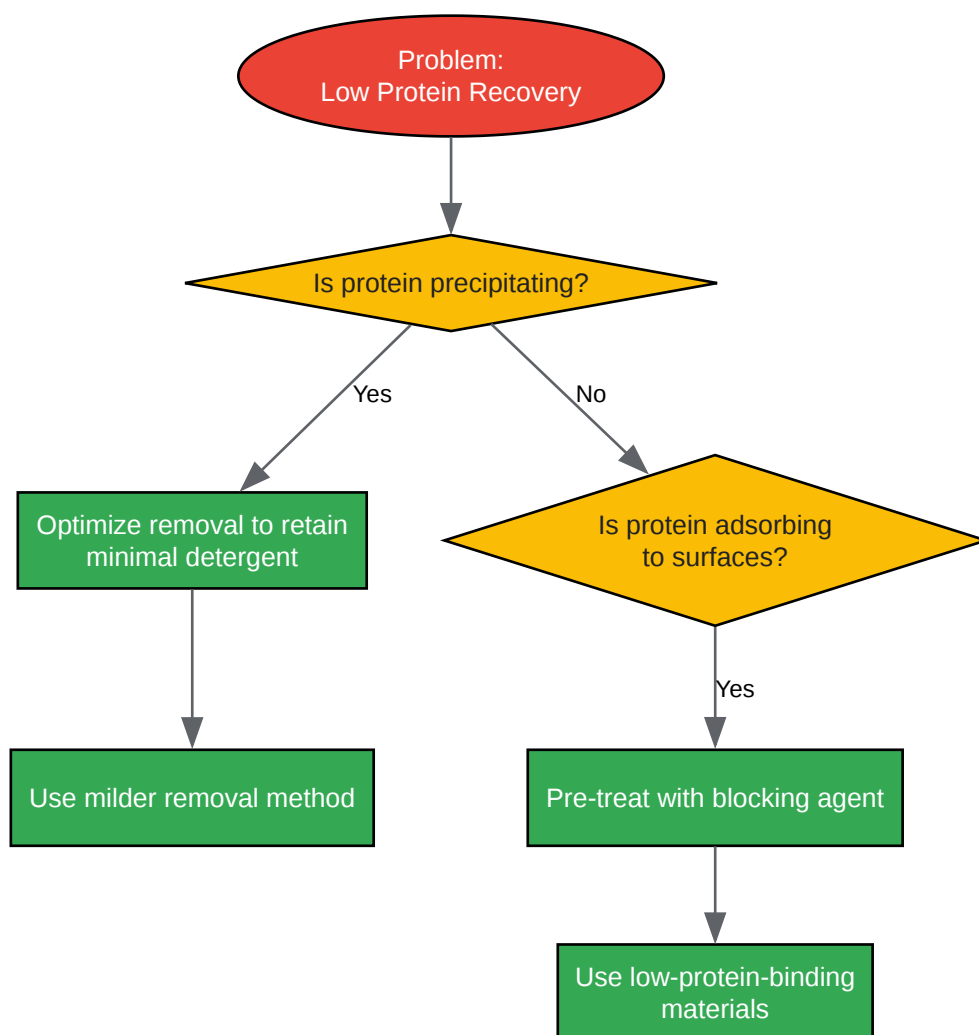 Problem:
Low Protein Recovery
Is protein precipitating?
Yes
No
Optimize removal to retain
minimal detergent
Is protein adsorbing
to surfaces?
Yes
Use milder removal method
Pre-treat with blocking agent
Use low-protein-binding
materials